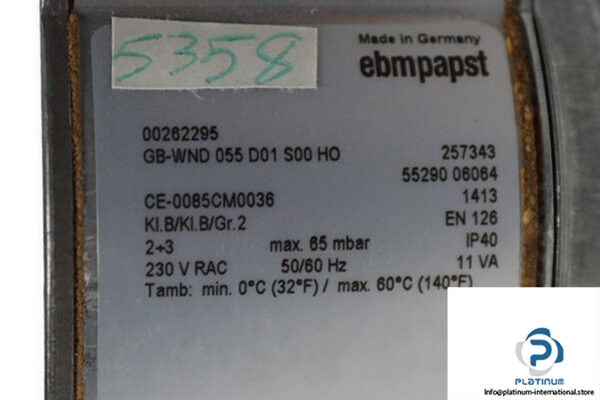 5358
Made in Germany
ebmpapst
00262295
GB-WND 055 D01 S00 HO 257343
55290 06064
CE-0085CM0036 1413
Kl.B/Kl.B/Gr.2 EN 126
2+3 max. 65 mbar IP40
230 V RAC 50/60 Hz 11 VA
Tamb: min. 0°C (32°F) / max. 60°C (140°F)
PLATINUM
Info@platinum-international.store